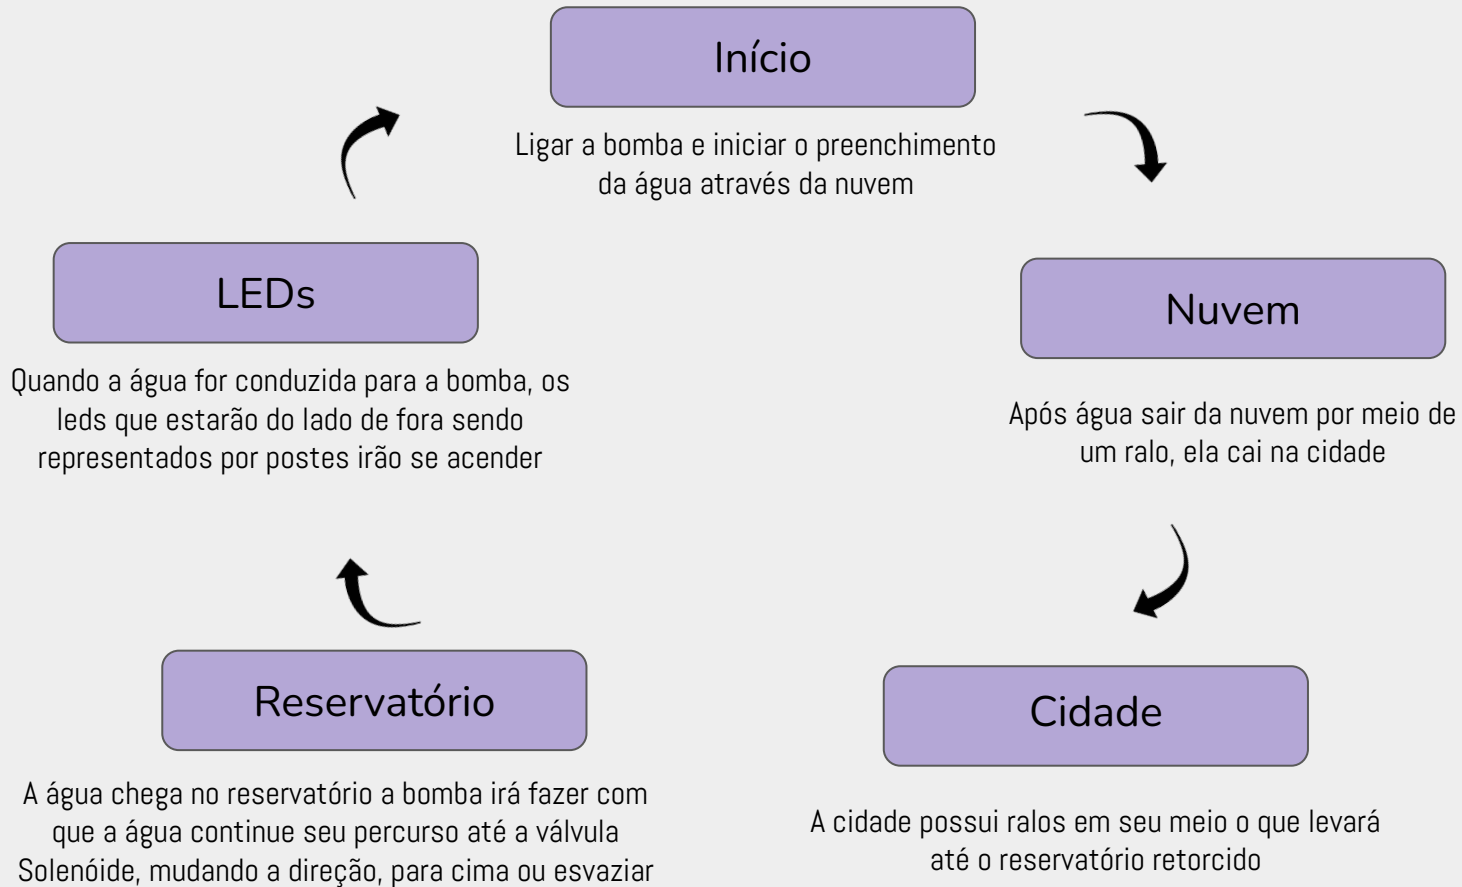 Início
Ligar a bomba e iniciar o preenchimento
da água através da nuvem
Nuvem
Após água sair da nuvem por meio de
um ralo, ela cai na cidade
Cidade
A cidade possui ralos em seu meio o que levará
até o reservatório retorcido
Reservatório
A água chega no reservatório a bomba irá fazer com
que a água continue seu percurso até a válvula
Solenóide, mudando a direção, para cima ou esvaziar
LEDs
Quando a água for conduzida para a bomba, os
leds que estarão do lado de fora sendo
representados por postes irão se acender